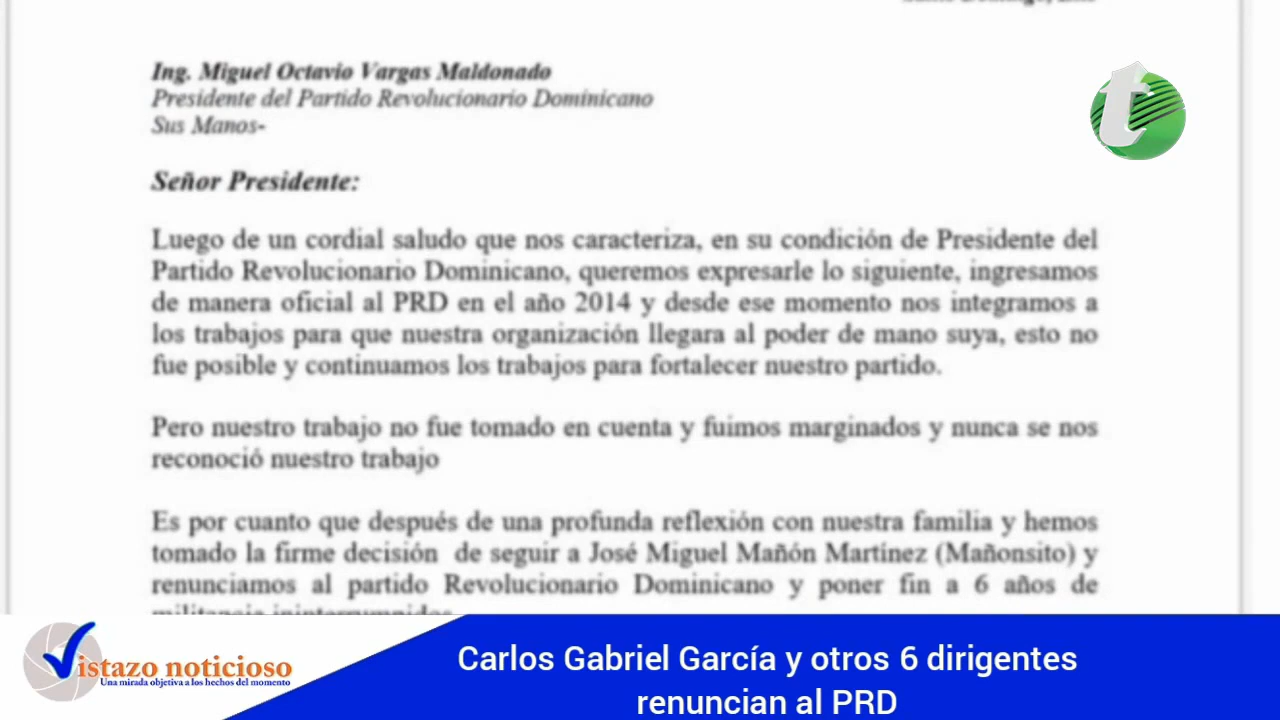 Ing. Miguel Octavio Vargas Maldonado
Presidente del Partido Revolucionario Dominicano
Sus Manos-
Señor Presidente:
Luego de un cordial saludo que nos caracteriza, en su condición de Presidente del
Partido Revolucionario Dominicano, queremos expresarle lo siguiente, ingresamos
de manera oficial al PRD en el año 2014 y desde ese momento nos integramos a
los trabajos para que nuestra organización llegara al poder de mano suya, esto no
fue posible y continuamos los trabajos para fortalecer nuestro partido.
Pero nuestro trabajo no fue tomado en cuenta y fuimos marginados y nunca se nos
reconoció nuestro trabajo
Es por cuanto que después de una profunda reflexión con nuestra familia y hemos
tomado la firme decisión de seguir a José Miguel Mañón Martínez (Mañonsito) y
renunciamos al partido Revolucionario Dominicano y poner fin a 6 años de
t
Vistazo noticioso
Una mirada objetiva a los hechos del momento
Carlos Gabriel García y otros 6 dirigentes
renuncian al PRD